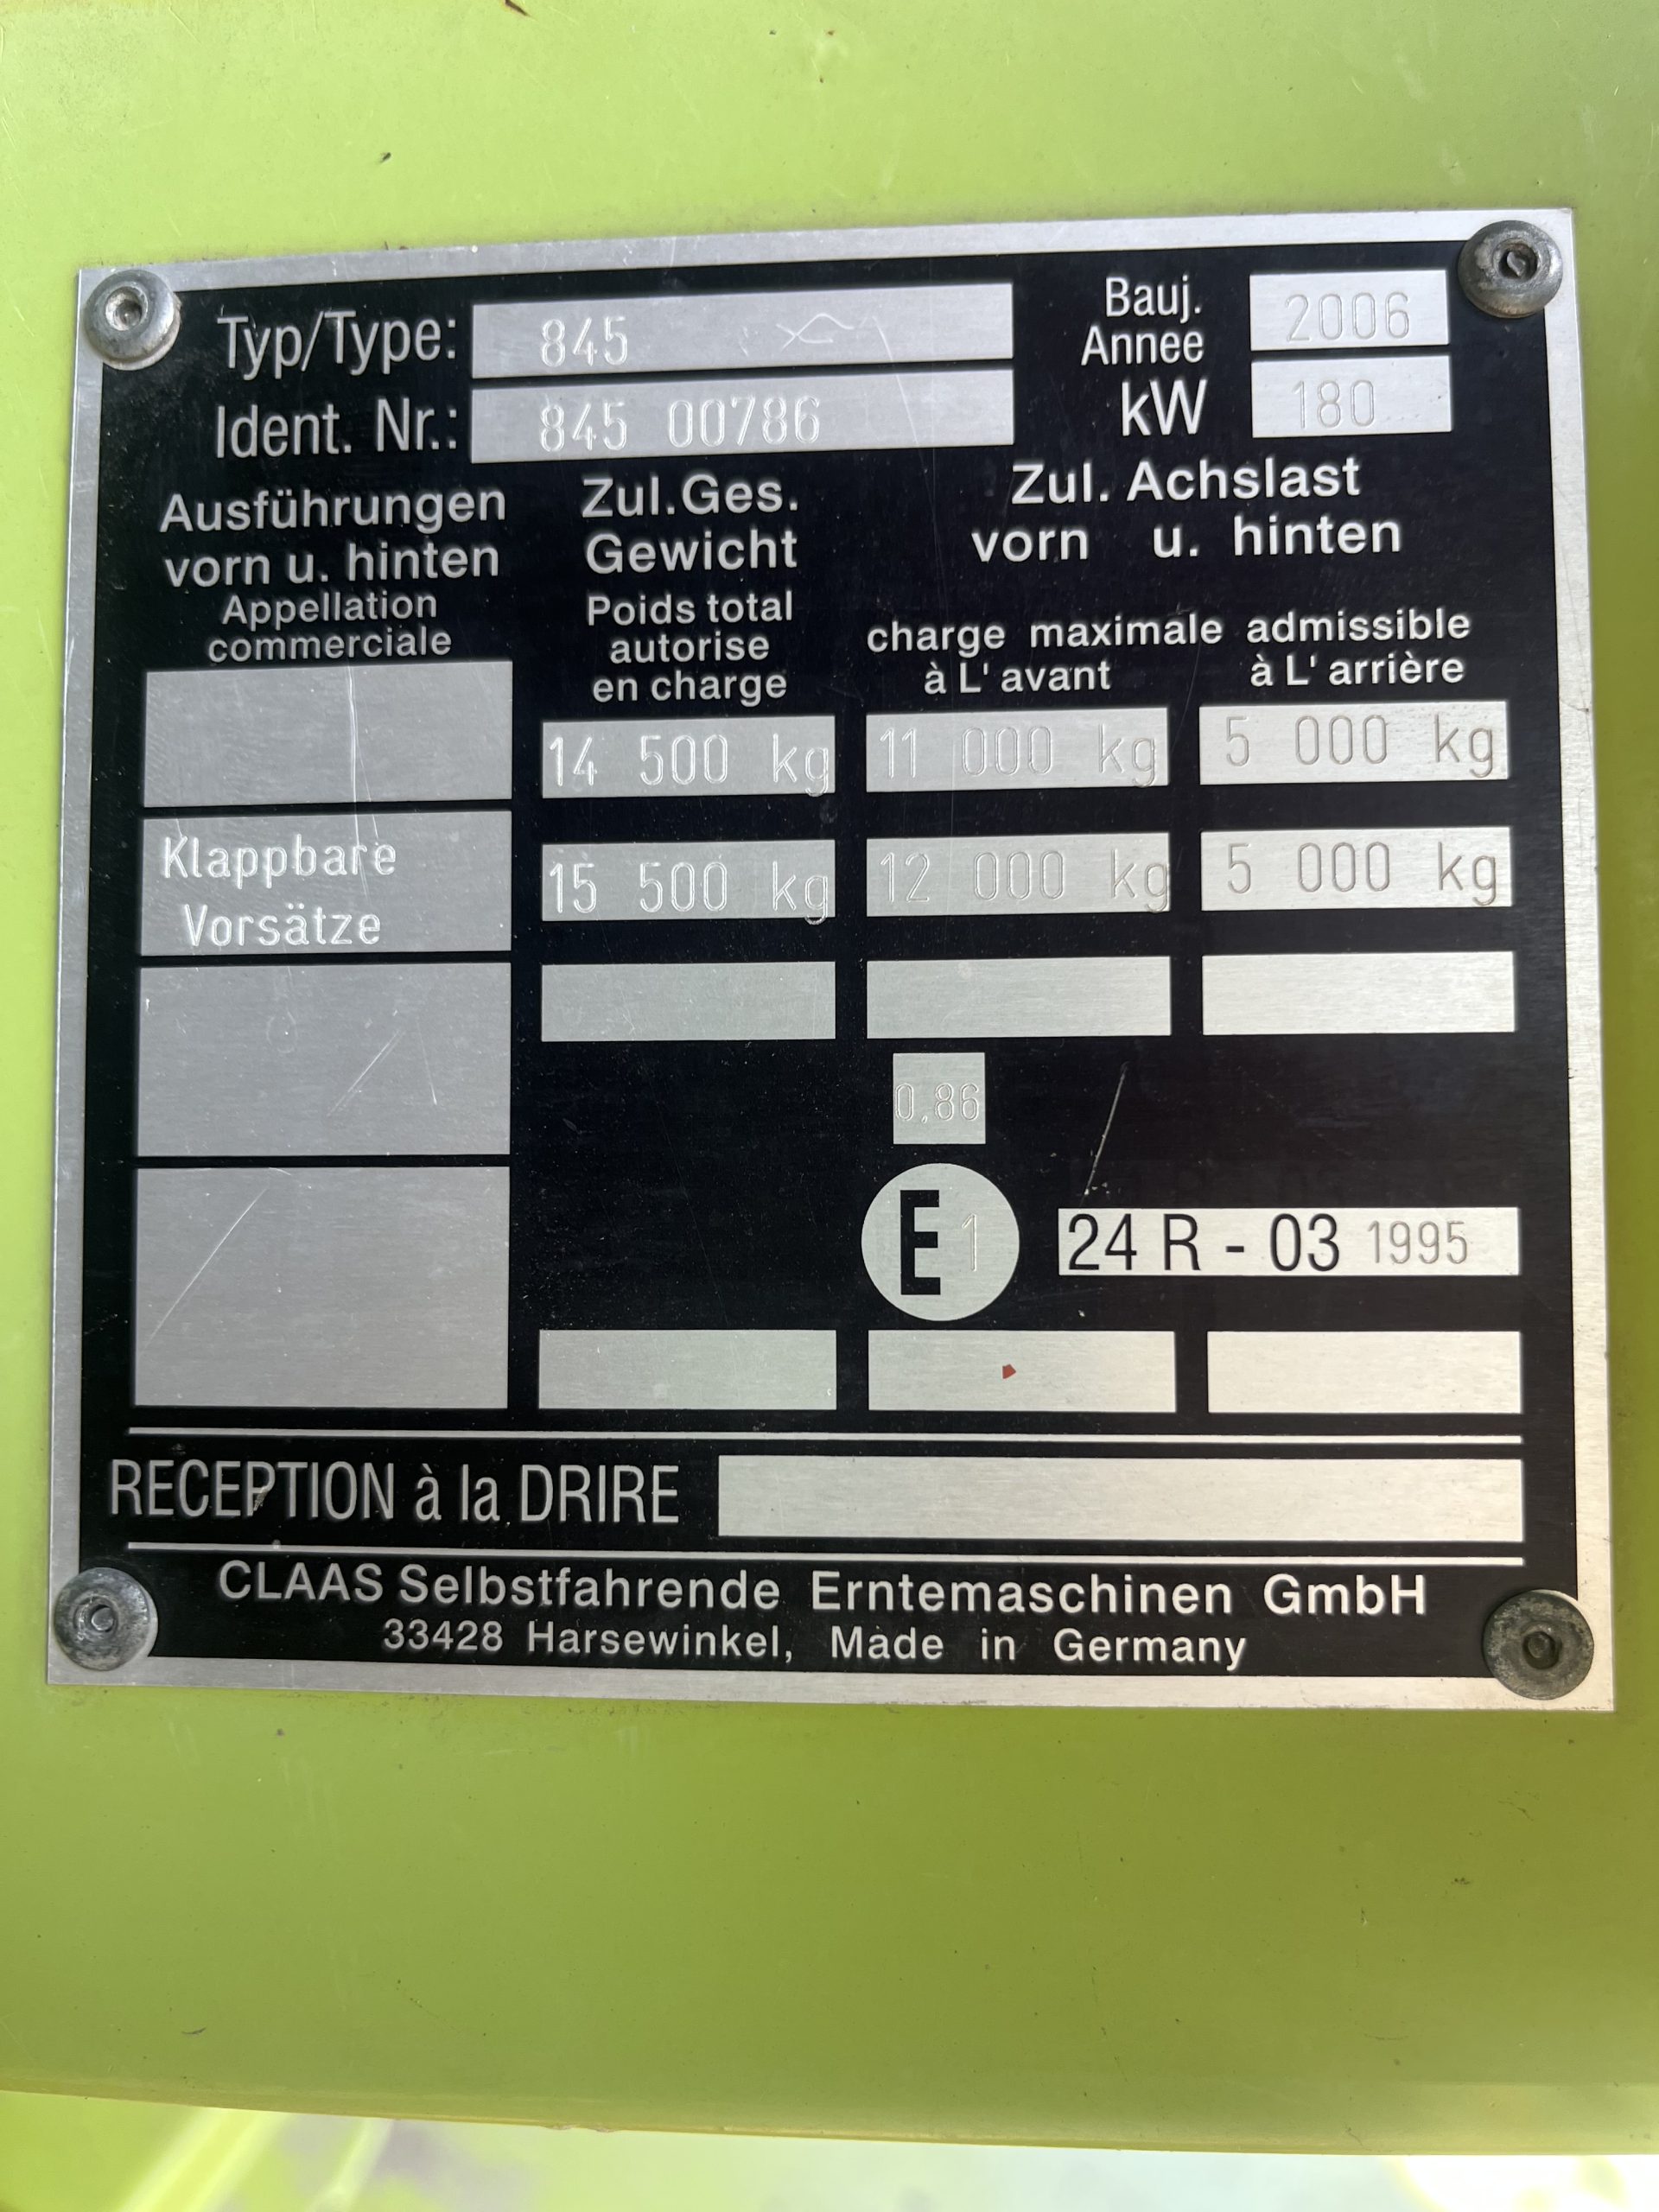 Typ/Type: 845
Bauj. Annee 2006
Ident. Nr.: 845 00786
kW 180
Ausführungen
vorn u. hinten
Appellation
commerciale
Zul.Ges.
Gewicht
Poids total
autorise
en charge
Zul. Achslast
vorn u. hinten
charge maximale admissible
à L' avant à L' arrière
14 500 kg 11 000 kg 5 000 kg
Klappbare
Vorsätze
15 500 kg 12 000 kg 5 000 kg
0,86
E 1 24 R - 03 1995
RECEPTION à la DRIRE
CLAAS Selbstfahrende Erntemaschinen GmbH
33428 Harsewinkel, Made in Germany